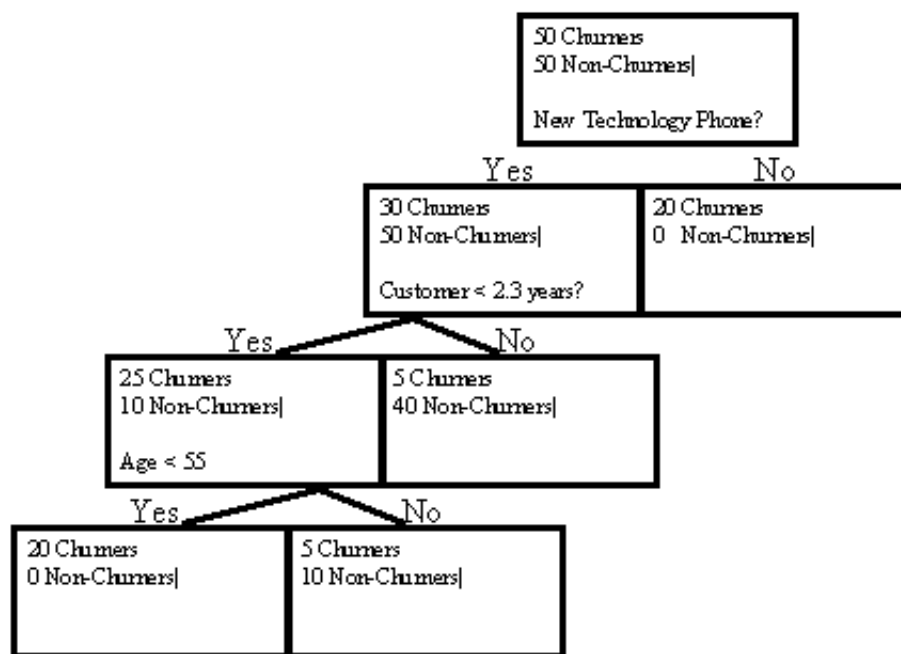 50 Churners
50 Non-Churners|
New Technology Phone?
Yes
No
30 Churners
50 Non-Churners|
Customer < 2.3 years?
20 Churners
0 Non-Churners|
Yes
No
25 Churners
10 Non-Churners|
Age < 55
5 Churners
40 Non-Churners|
Yes
No
20 Churners
0 Non-Churners|
5 Churners
10 Non-Churners|